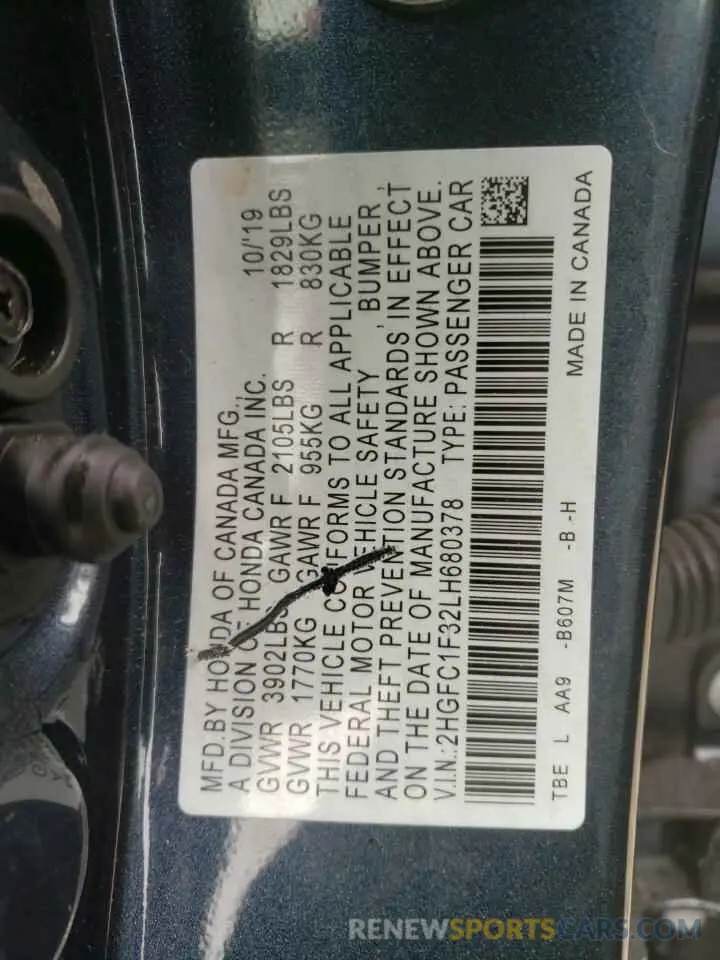 MFD.BY HONDA OF CANADA MFG., 10/'19
A DIVISION OF HONDA CANADA INC.
GVWR 3902LBS GAWR F 2105LBS R 1829LBS
GVWR 1770KG GAWR F 955KG R 830KG
THIS VEHICLE CONFORMS TO ALL APPLICABLE
FEDERAL MOTOR VEHICLE SAFETY, BUMPER,
AND THEFT PREVENTION STANDARDS, IN EFFECT
ON THE DATE OF MANUFACTURE SHOWN ABOVE.
V.I.N.:2HGFC1F32LH680378 TYPE: PASSENGER CAR
TBE L AA9 -B607M -B.-H MADE IN CANADA
RENEWSPORTSCAR.COM